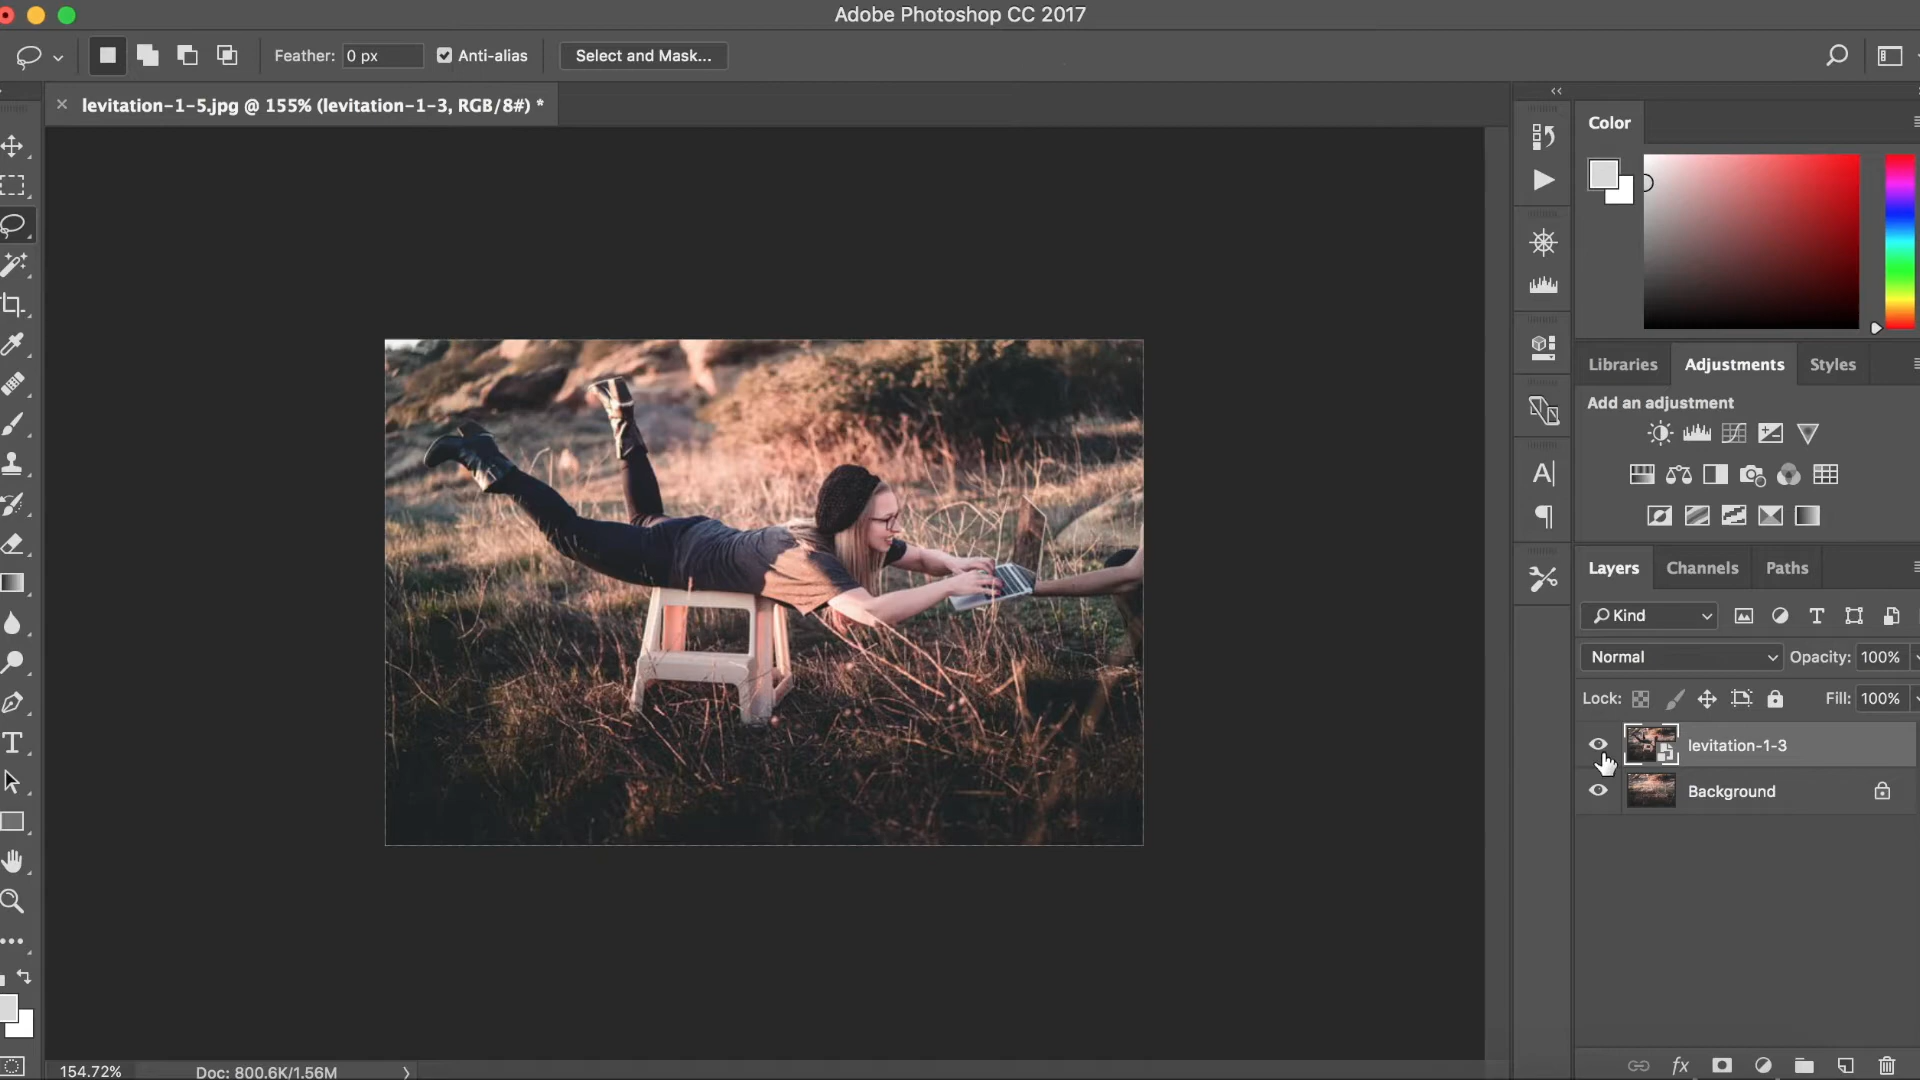 Adobe Photoshop CC 2017
Feather: 0 px Anti-alias Select and Mask...
levitation-1-5.jpg @ 155% (levitation-1-3, RGB/8#) *
Color
Libraries Adjustments Styles
Add an adjustment
Layers Channels Paths
Kind
Normal Opacity: 100%
Lock: Fill: 100%
levitation-1-3
Background
154.72% Doc: 800.6K/1.56M